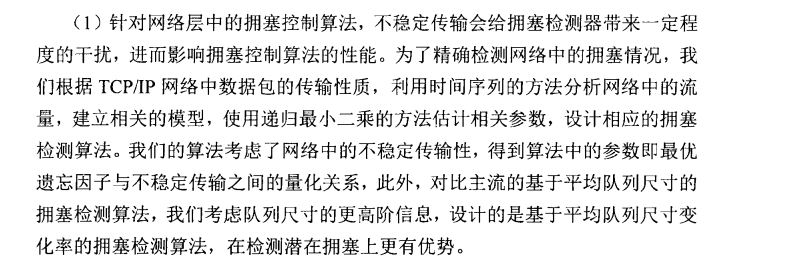 （1）针对网络层中的拥塞控制算法，不稳定传输会给拥塞检测器带来一定程
度的干扰，进而影响拥塞控制算法的性能。为了精确检测网络中的拥塞情况，我
们根据 TCP/IP 网络中数据包的传输性质，利用时间序列的方法分析网络中的流
量，建立相关的模型，使用递归最小二乘的方法估计相关参数，设计相应的拥塞
检测算法。我们的算法考虑了网络中的不稳定传输性，得到算法中的参数即最优
遗忘因子与不稳定传输之间的量化关系，此外，对比主流的基于平均队列尺寸的
拥塞检测算法，我们考虑队列尺寸的更高阶信息，设计的是基于平均队列尺寸变
化率的拥塞检测算法，在检测潜在拥塞上更有优势。